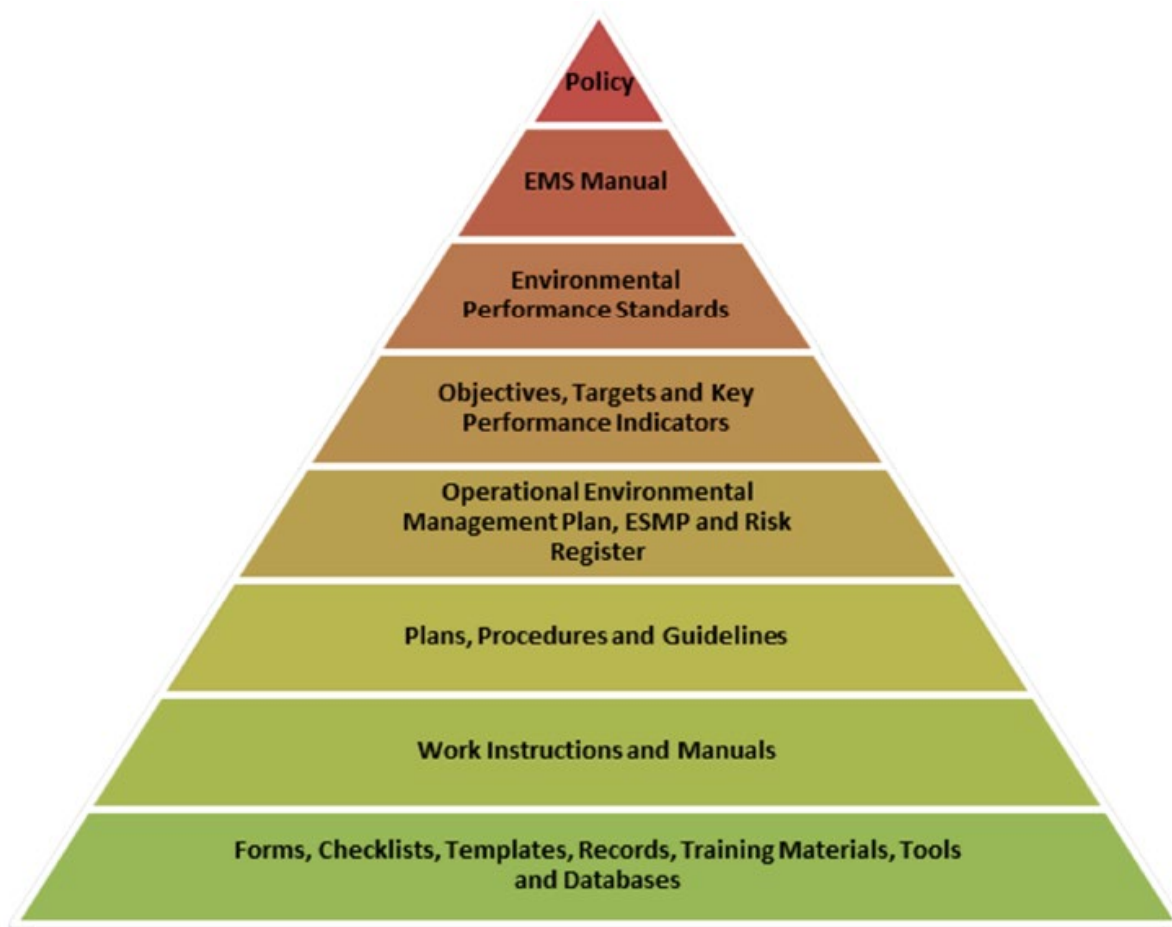 Policy
EMS Manual
Environmental
Performance Standards
Objectives, Targets and Key
Performance Indicators
Operational Environmental
Management Plan, ESMP and Risk
Register
Plans, Procedures and Guidelines
Work Instructions and Manuals
Forms, Checklists, Templates, Records, Training Materials, Tools
and Databases